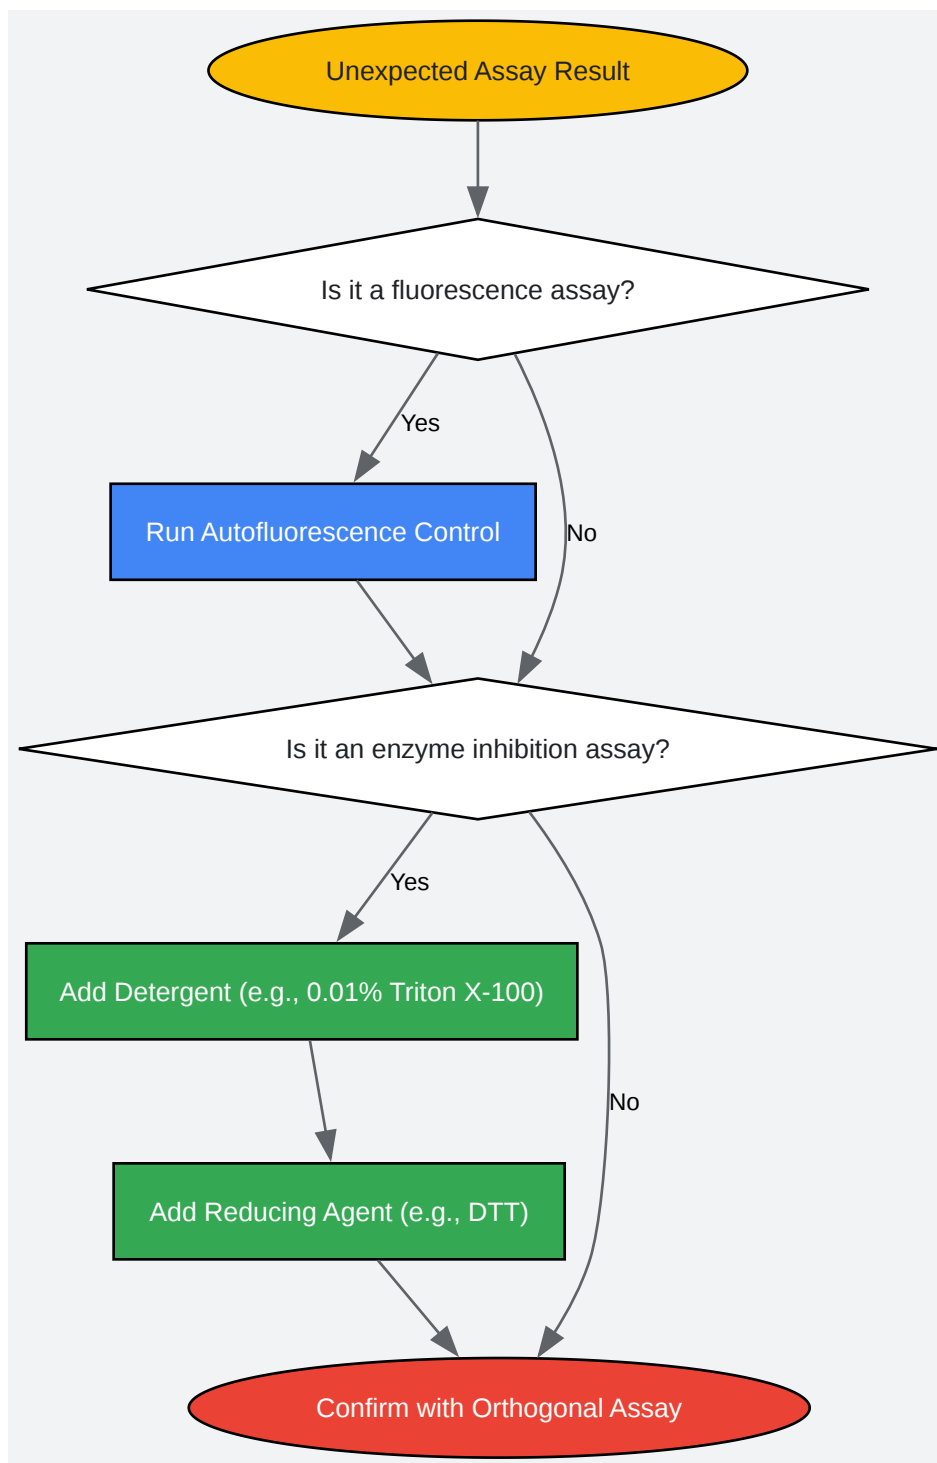 Unexpected Assay Result
Is it a fluorescence assay?
Yes
Run Autofluorescence Control
No
Is it an enzyme inhibition assay?
Yes
Add Detergent (e.g., 0.01% Triton X-100)
No
Add Reducing Agent (e.g., DTT)
Confirm with Orthogonal Assay